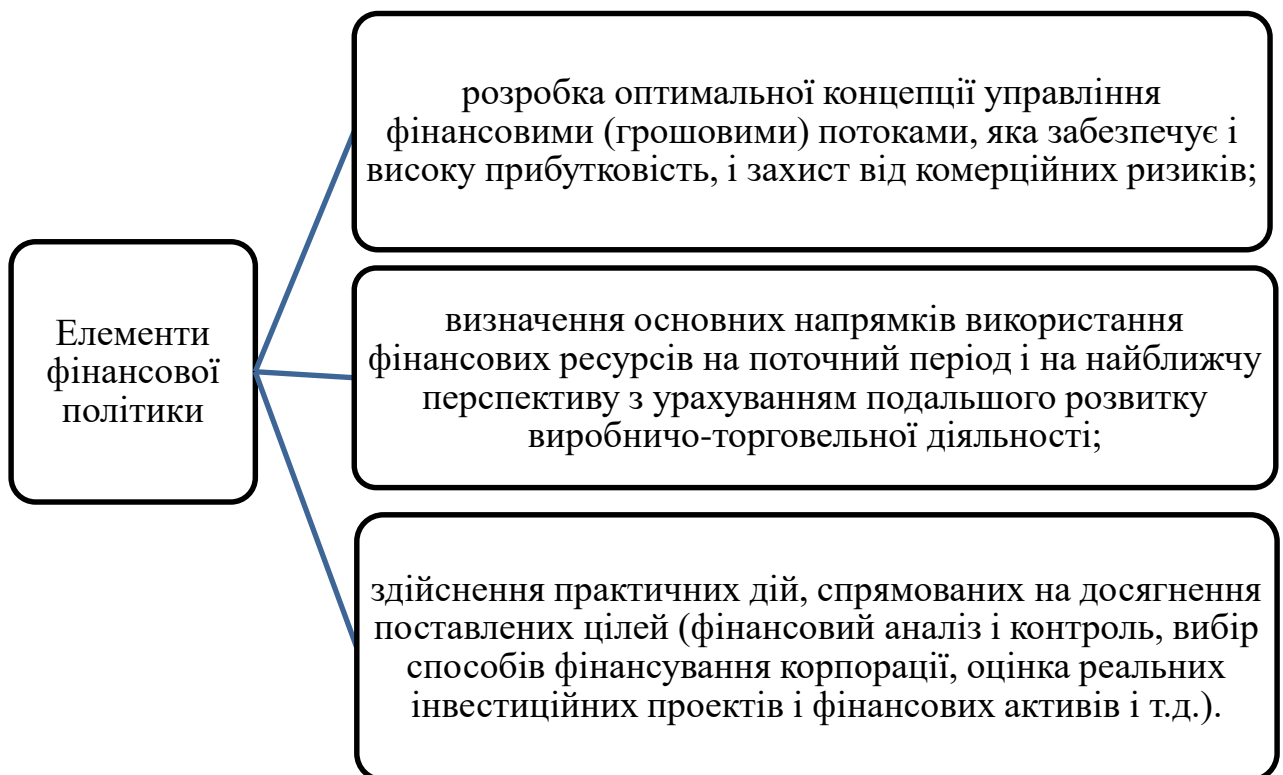 Елементи
фінансової
політики
розробка оптимальної концепції управління
фінансовими (грошовими) потоками, яка забезпечує і
високу прибутковість, і захист від комерційних ризиків;
визначення основних напрямків використання
фінансових ресурсів на поточний період і на найближчу
перспективу з урахуванням подальшого розвитку
виробничо-торговельної діяльності;
здійснення практичних дій, спрямованих на досягнення
поставлених цілей (фінансовий аналіз і контроль, вибір
способів фінансування корпорації, оцінка реальних
інвестиційних проектів і фінансових активів і т.д.).